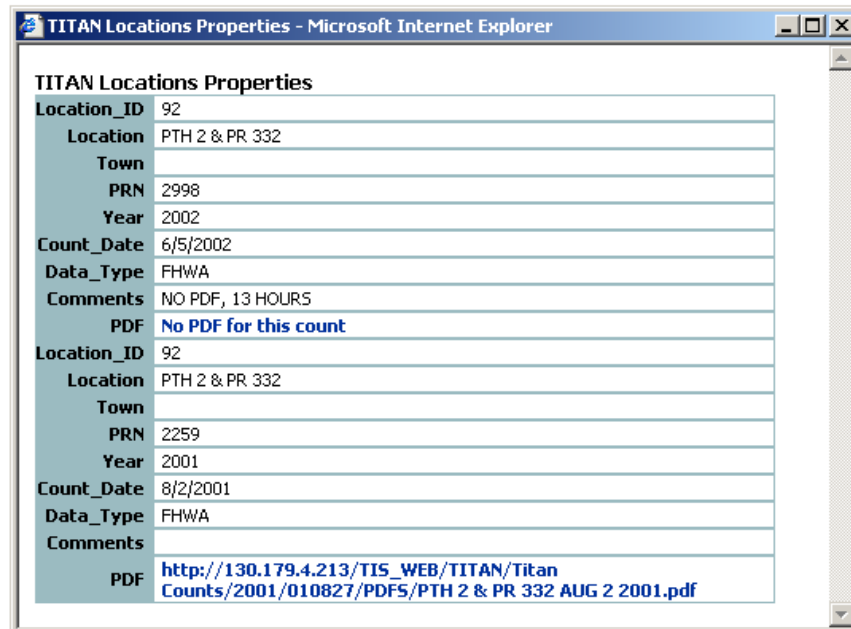 TITAN Locations Properties - Microsoft Internet Explorer
TITAN Locations Properties
Location_ID 92
Location PTH 2 & PR 332
Town
PRN 2998
Year 2002
Count_Date 6/5/2002
Data_Type FHWA
Comments NO PDF, 13 HOURS
PDF No PDF for this count
Location_ID 92
Location PTH 2 & PR 332
Town
PRN 2259
Year 2001
Count_Date 8/2/2001
Data_Type FHWA
Comments
PDF http://130.179.4.213/TIS_WEB/TITAN/Titan
Counts/2001/010827/PDFS/PTH 2 & PR 332 AUG 2 2001.pdf